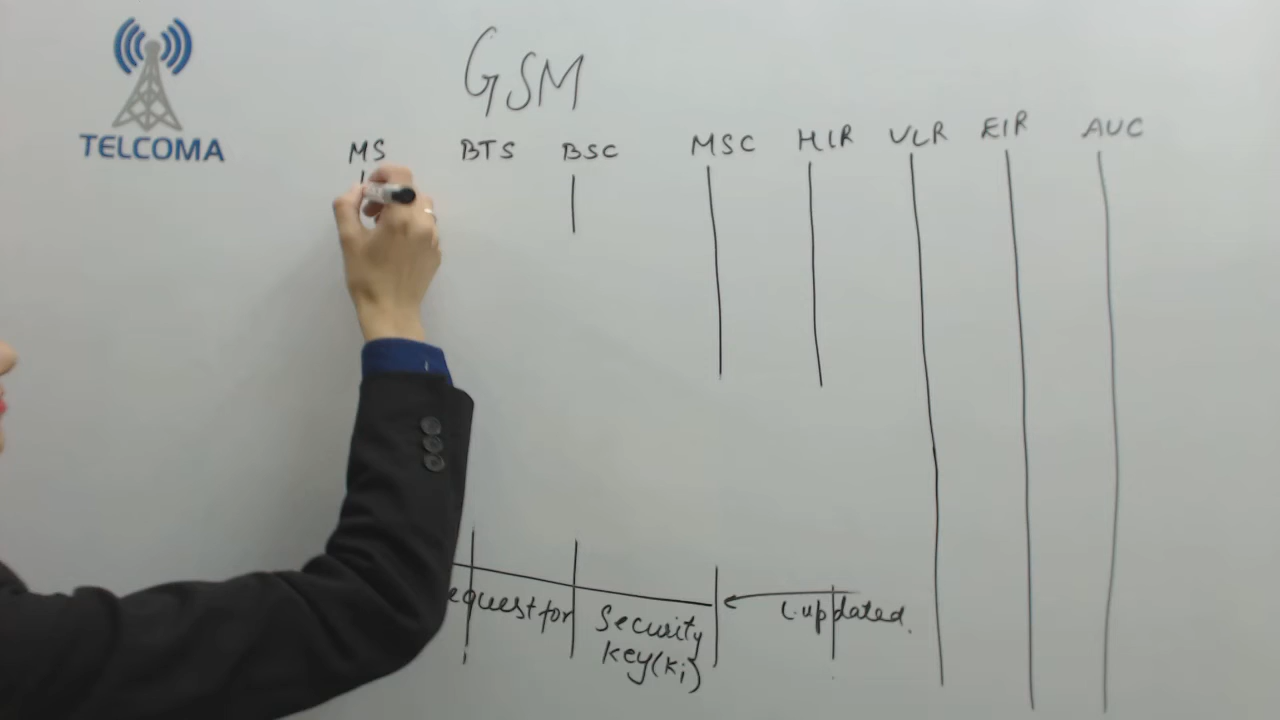 GSM
TELCOMA
MS BTS BSC MSC HLR VLR EIR AUC
equest for Security
key(ki)
L.updated.